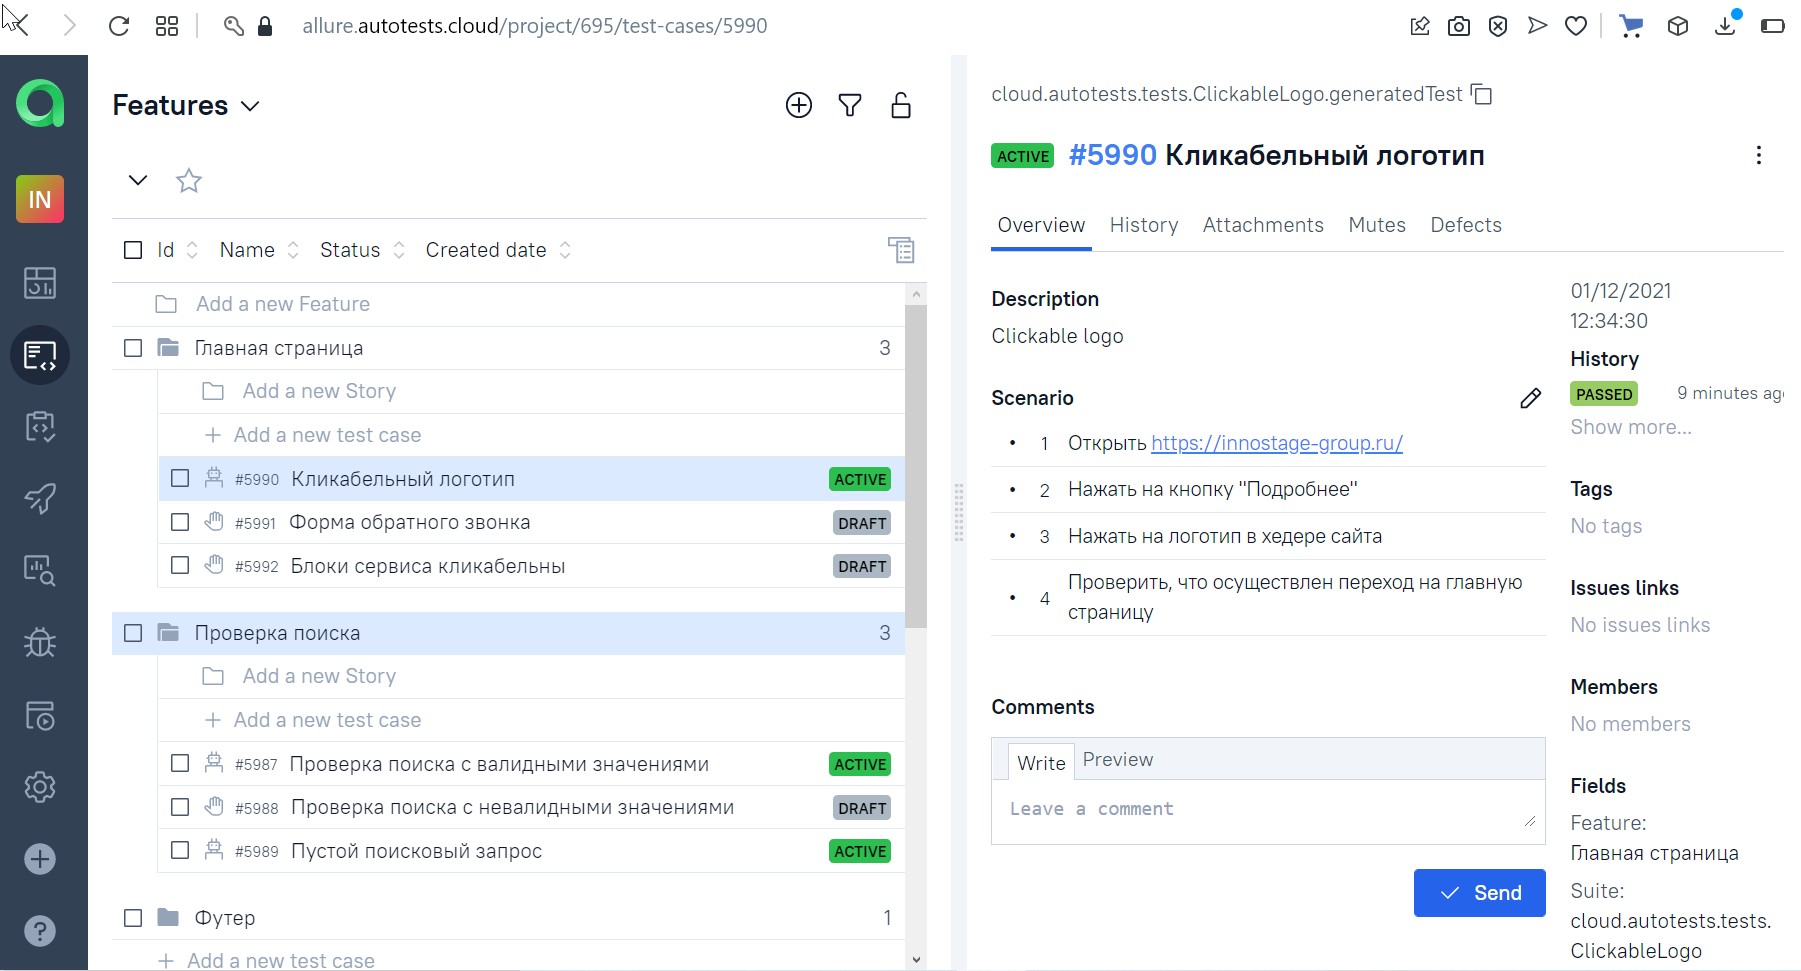 allure.autotests.cloud/project/695/test-cases/5990
IN
Features
Id Name Status Created date
Add a new Feature
Главная страница 3
Add a new Story
Add a new test case
#5990 Кликабельный логотип ACTIVE
#5991 Форма обратного звонка DRAFT
#5992 Блоки сервиса кликабельны DRAFT
Проверка поиска 3
Add a new Story
Add a new test case
#5987 Проверка поиска с валидными значениями ACTIVE
#5988 Проверка поиска с невалидными значениями DRAFT
#5989 Пустой поисковый запрос ACTIVE
Футер 1
Add a new test case
cloud.autotests.tests.ClickableLogo.generatedTest
ACTIVE #5990 Кликабельный логотип
Overview History Attachments Mutes Defects
Description
Clickable logo
Scenario
1 Открыть https://innostage-group.ru/
2 Нажать на кнопку "Подробнее"
3 Нажать на логотип в хедере сайта
4 Проверить, что осуществлен переход на главную
страницу
Comments
Write Preview
Leave a comment
Send
01/12/2021
12:34:30
History
PASSED 9 minutes ago
Show more...
Tags
No tags
Issues links
No issues links
Members
No members
Fields
Feature:
Главная страница
Suite:
cloud.autotests.tests.
ClickableLogo